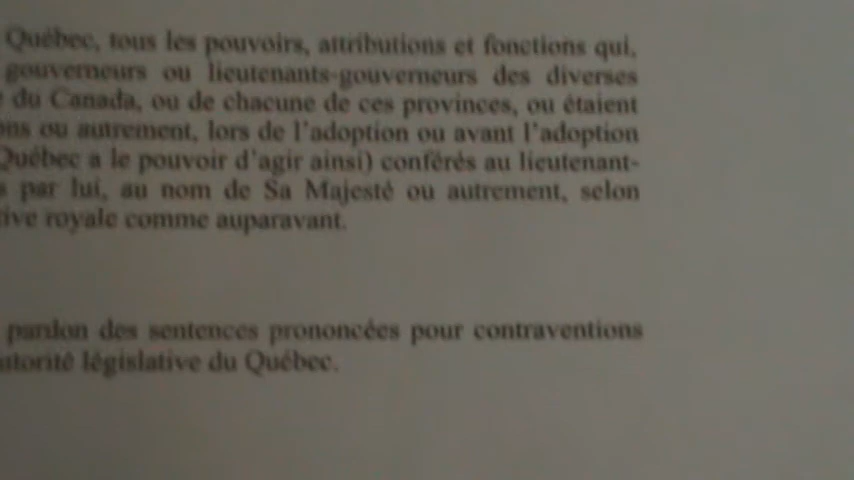 Québec, tous les pouvoirs, attributions et fonctions qui,
gouverneurs ou lieutenants-gouverneurs des diverses
du Canada, ou de chacune de ces provinces, ou étaient
ons ou autrement, lors de l'adoption ou avant l'adoption
Québec a le pouvoir d'agir ainsi) conférés au lieutenant-
s par lui, au nom de Sa Majesté ou autrement, selon
tive royale comme auparavant.
pardon des sentences prononcées pour contraventions
utorité législative du Québec.